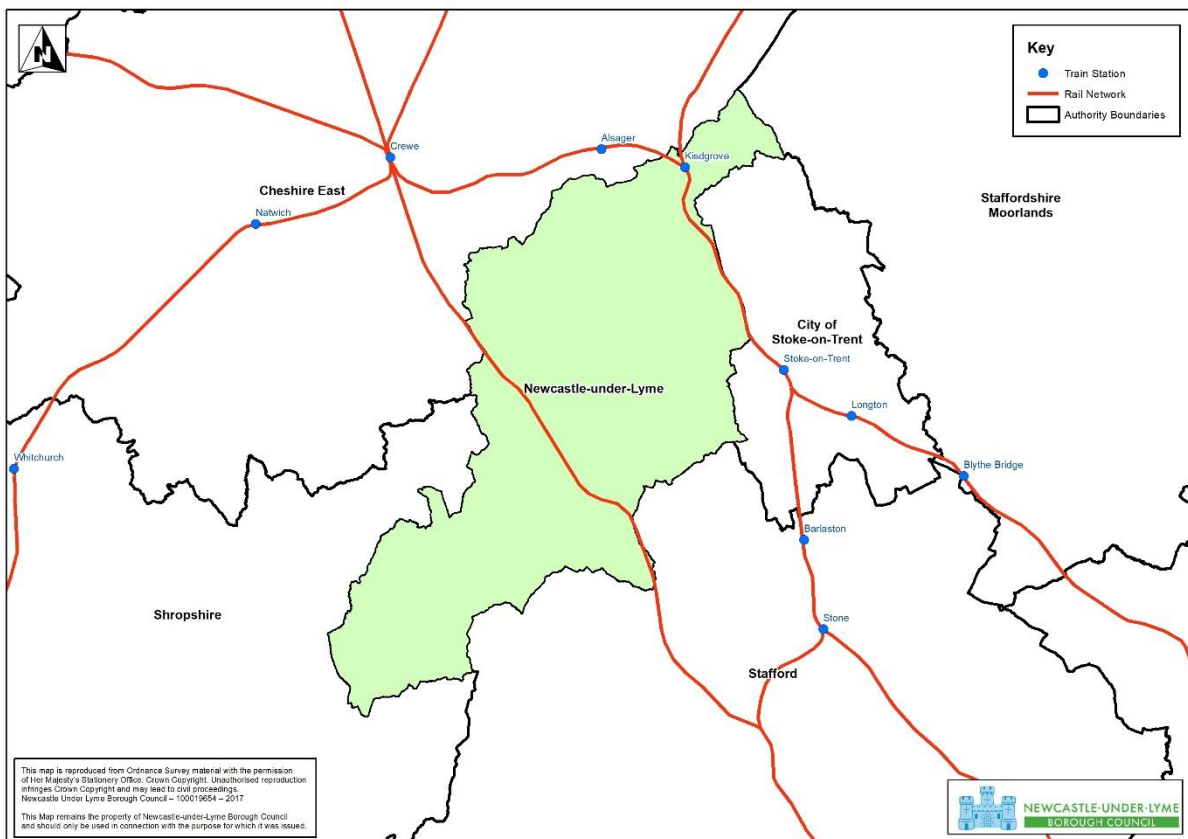 N
Key
Train Station
Rail Network
Authority Boundaries
Alsager
Crewe
Kisdgrove
Cheshire East
Staffordshire
Moorlands
Natwich
City of
Stoke-on-Trent
Stoke-on-Trent
Newcastle-under-Lyme
Longton
Whitchurch
Blythe Bridge
Barlaston
Shropshire
Stone
Stafford
This map is reproduced from Ordnance Survey material with the permission
of Her Majesty's Stationery Office. Crown Copyright. Unauthorised reproduction
infringes Crown Copyright and may lead to civil proceedings.
Newcastle Under Lyme Borough Council – 100019654 – 2017
This Map remains the property of Newcastle-under-Lyme Borough Council
and should only be used in connection with the purpose for which it was issued.
NEWCASTLE·UNDER·LYME
BOROUGH COUNCIL